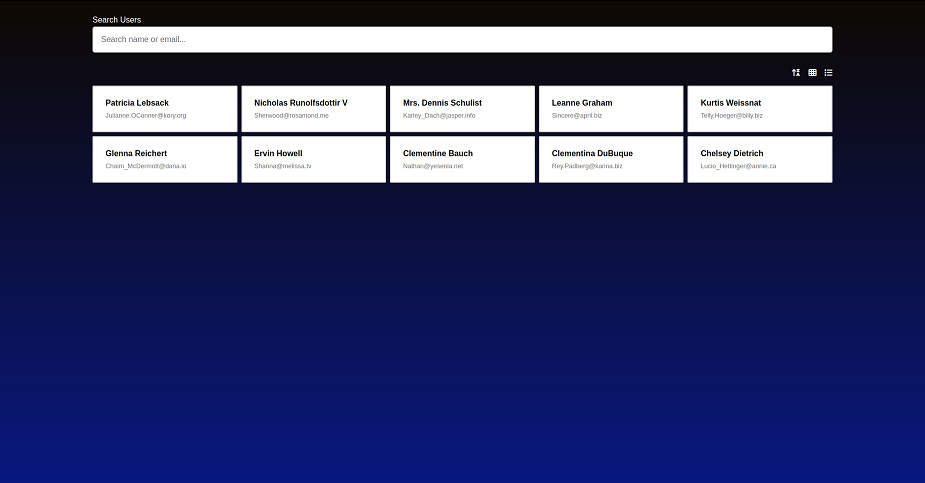 Search Users
Search name or email...
Patricia Lebsack
Julianne.OConner@kory.org
Nicholas Runolfsdottir V
Sherwood@rosamond.me
Mrs. Dennis Schulist
Karley_Dach@jasper.info
Leanne Graham
Sincere@april.biz
Kurtis Weissnat
Telly.Hoeger@billy.biz
Glenna Reichert
Chaim_McDermott@dana.io
Ervin Howell
Shanna@melissa.tv
Clementine Bauch
Nathan@yesenia.net
Clementina DuBuque
Rey.Padberg@karina.biz
Chelsey Dietrich
Lucio_Hettinger@annie.ca